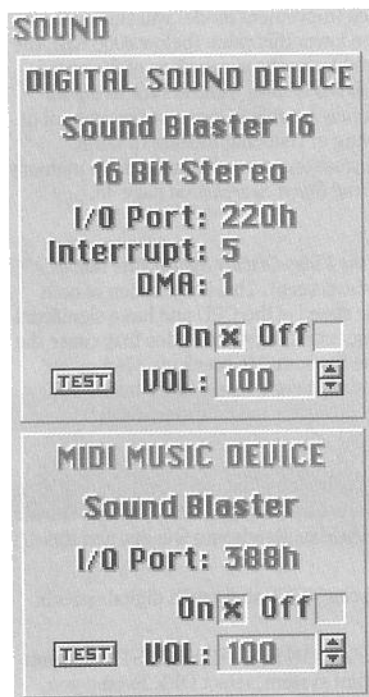 SOUND
DIGITAL SOUND DEVICE
Sound Blaster 16
16 Bit Stereo
I/O Port: 220h
Interrupt: 5
DMA: 1
On x Off
TEST VOL: 100
MIDI MUSIC DEVICE
Sound Blaster
I/O Port: 388h
On x Off
TEST VOL: 100